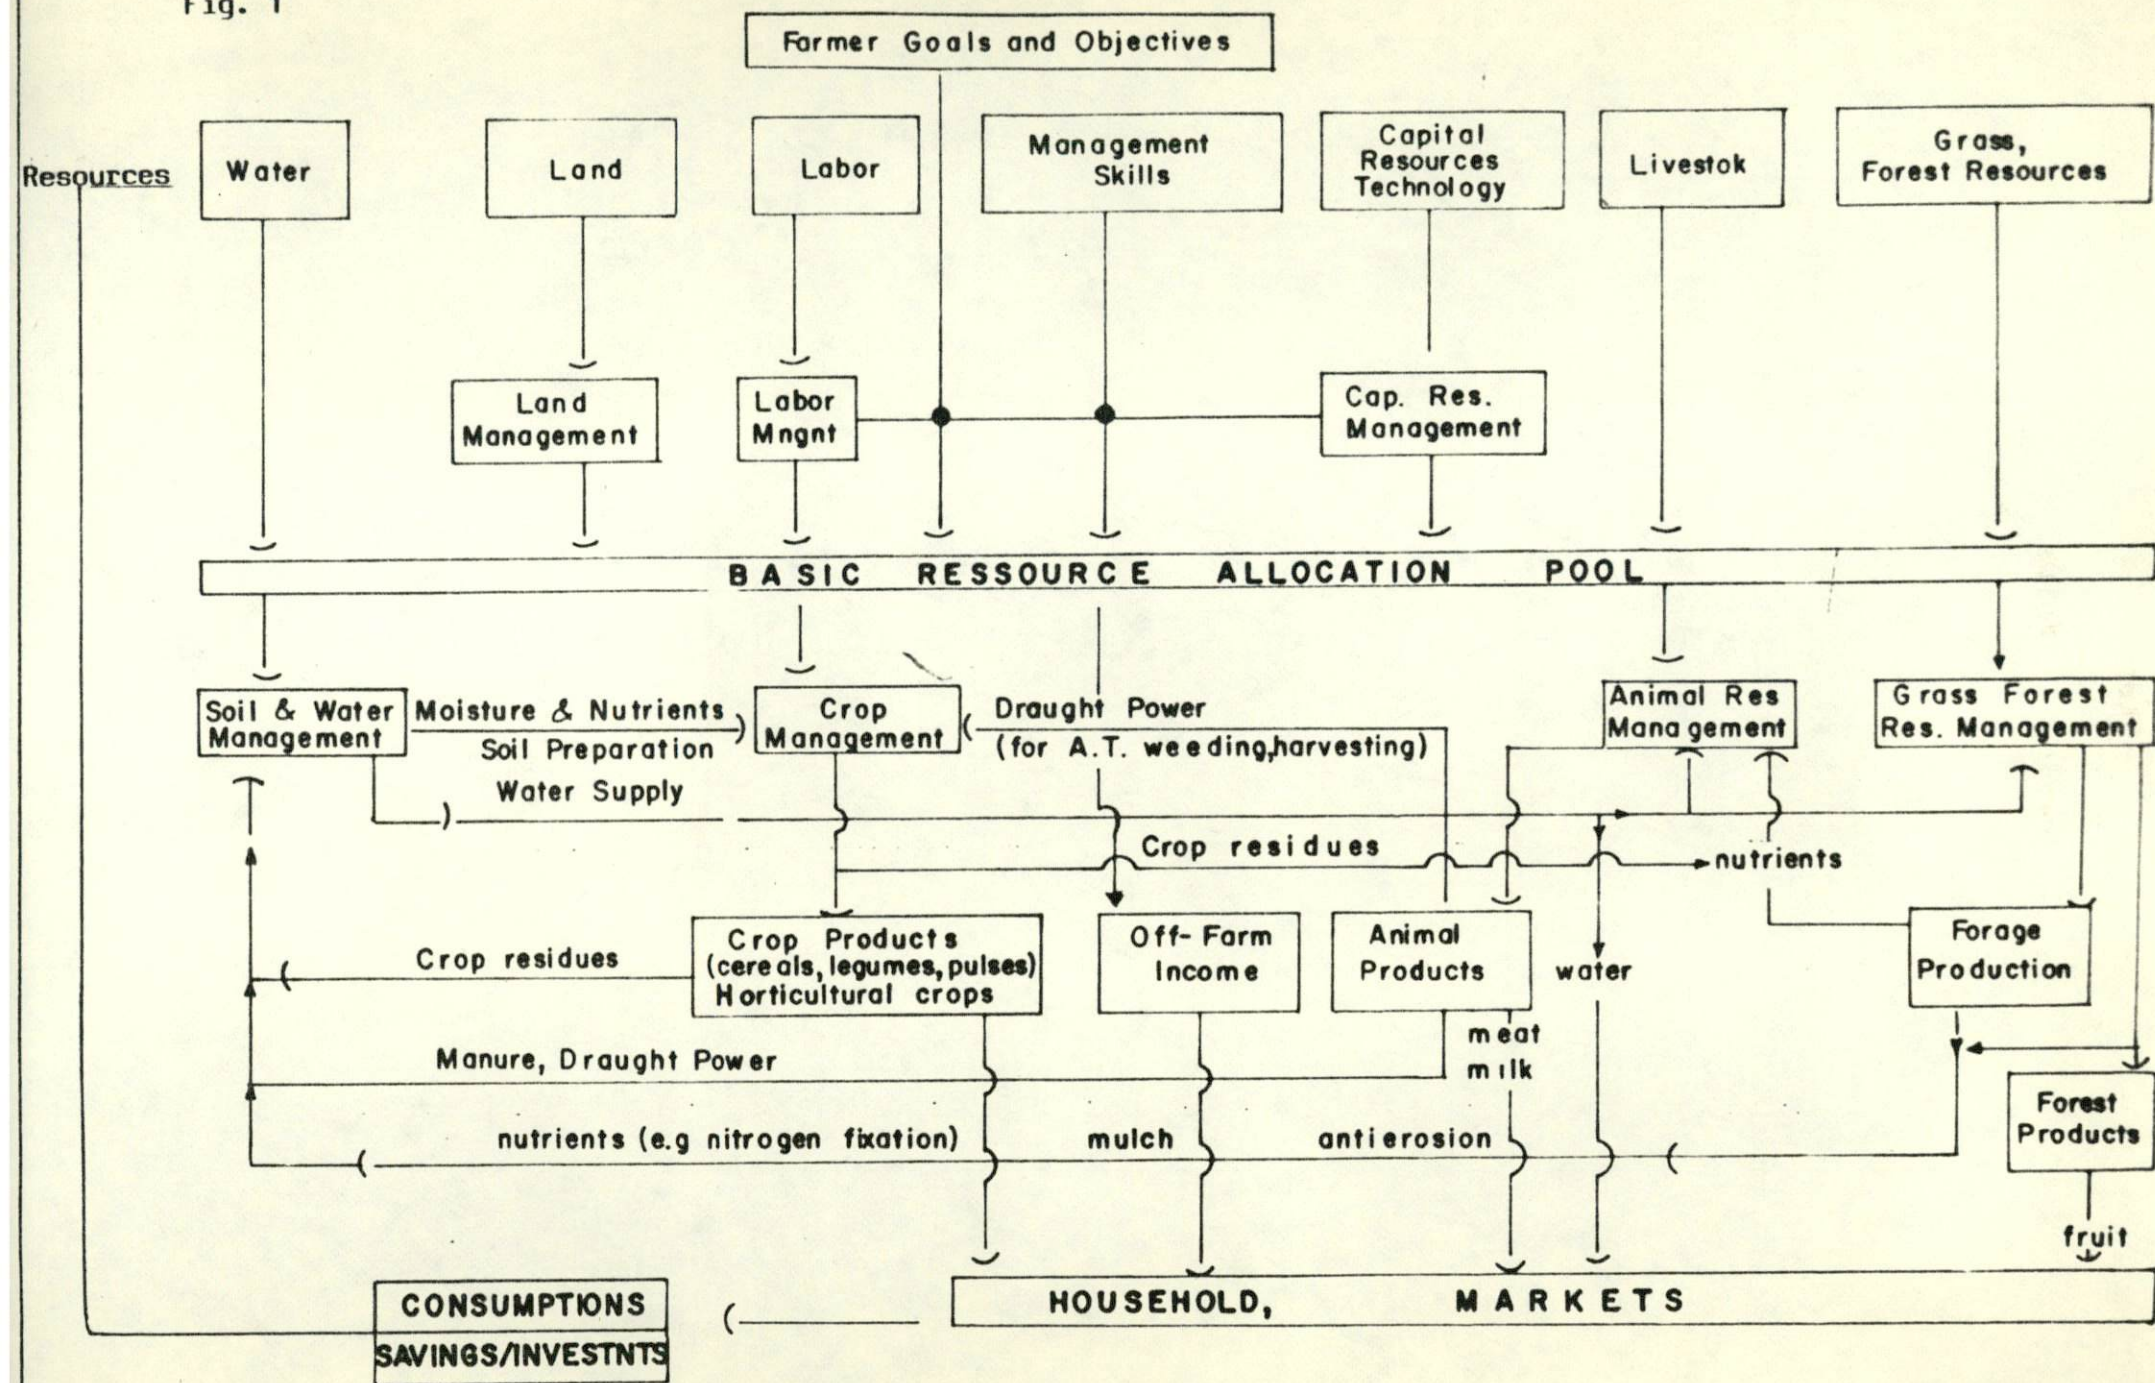 Fig. 1
Farmer Goals and Objectives
Resources
Water
Land
Labor
Management
Skills
Capital
Resources
Technology
Livestok
Grass,
Forest Resources
Land
Management
Labor
Mngnt
Cap. Res.
Management
BASIC RESSOURCE ALLOCATION POOL
Soil & Water
Management
Moisture & Nutrients
Soil Preparation
Water Supply
Crop
Management
Draught Power
(for A.T. weeding,harvesting)
Animal Res
Management
Grass Forest
Res. Management
Crop residues
nutrients
Crop residues
Crop Products
(cereals, legumes, pulses)
Horticultural crops
Off-Farm
Income
Animal
Products
water
Forage
Production
meat
milk
Manure, Draught Power
Forest
Products
nutrients (e.g nitrogen fixation)
mulch
antierosion
fruit
CONSUMPTIONS
SAVINGS/INVESTNTS
HOUSEHOLD, MARKETS